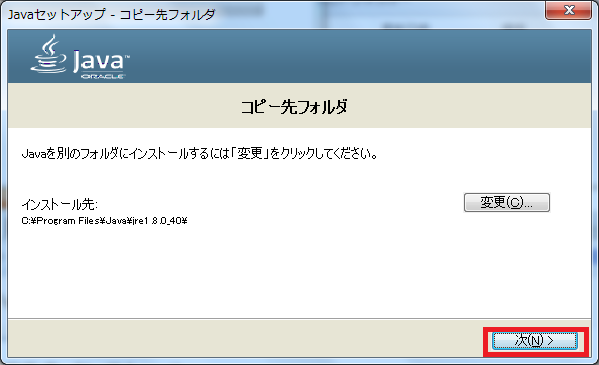 Javaセットアップ - コピー先フォルダ
Java™
ORACLE
コピー先フォルダ
Javaを別のフォルダにインストールするには「変更」をクリックしてください。
インストール先:
変更(C)...
C:¥Program Files¥Java¥jre1.8.0_40¥
次(N) >